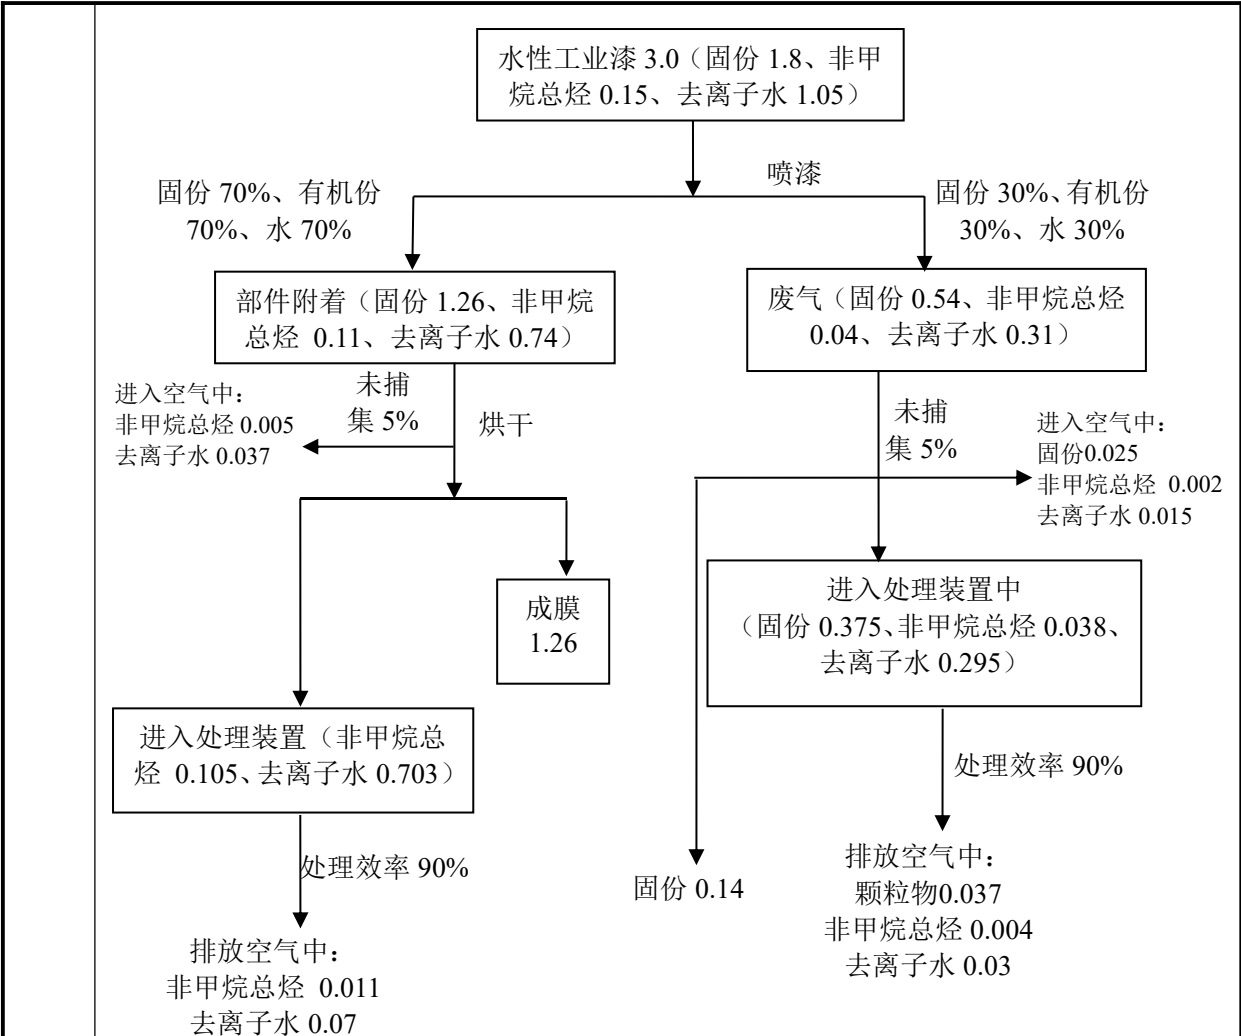 水性工业漆 3.0（固份 1.8、非甲
烷总烃 0.15、去离子水 1.05）
喷漆
固份 70%、有机份
70%、水 70%
固份 30%、有机份
30%、水 30%
部件附着（固份 1.26、非甲烷
总烃 0.11、去离子水 0.74）
废气（固份 0.54、非甲烷总烃
0.04、去离子水 0.31）
进入空气中：
非甲烷总烃 0.005
去离子水 0.037
未捕
集 5%
烘干
未捕
集 5%
进入空气中：
固份0.025
非甲烷总烃 0.002
去离子水 0.015
成膜
1.26
进入处理装置中
（固份 0.375、非甲烷总烃 0.038、
去离子水 0.295）
进入处理装置（非甲烷总
烃 0.105、去离子水 0.703）
处理效率 90%
处理效率 90%
固份 0.14
排放空气中：
颗粒物0.037
非甲烷总烃 0.004
去离子水 0.03
排放空气中：
非甲烷总烃 0.011
去离子水 0.07